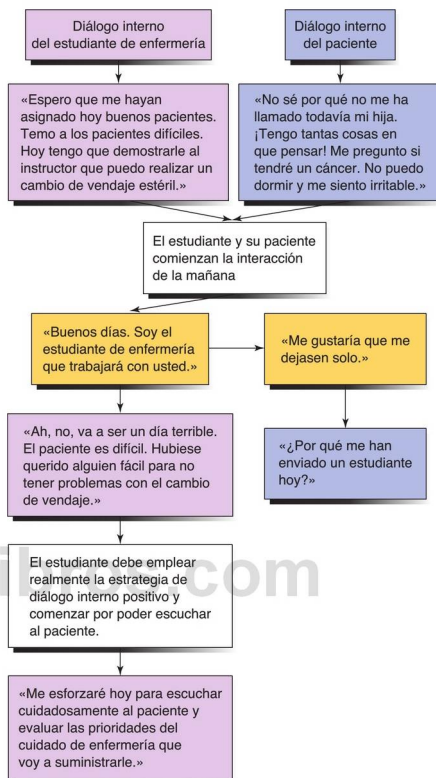 Diálogo interno
del estudiante de enfermería
Diálogo interno
del paciente
«Espero que me hayan
asignado hoy buenos pacientes.
Temo a los pacientes difíciles.
Hoy tengo que demostrarle al
instructor que puedo realizar un
cambio de vendaje estéril.»
«No sé por qué no me ha
llamado todavía mi hija.
¡Tengo tantas cosas en
que pensar! Me pregunto si
tendré un cáncer. No puedo
dormir y me siento irritable.»
El estudiante y su paciente
comienzan la interacción
de la mañana
«Buenos días. Soy el
estudiante de enfermería
que trabajará con usted.»
«Me gustaría que me
dejasen solo.»
«Ah, no, va a ser un día terrible.
El paciente es difícil. Hubiese
querido alguien fácil para no
tener problemas con el cambio
de vendaje.»
«¿Por qué me han
enviado un estudiante
hoy?»
El estudiante debe emplear
realmente la estrategia de
diálogo interno positivo y
comenzar por poder escuchar
al paciente.
ibros.com
«Me esforzaré hoy para escuchar
cuidadosamente al paciente y
evaluar las prioridades del
cuidado de enfermería que
voy a suministrarle.»